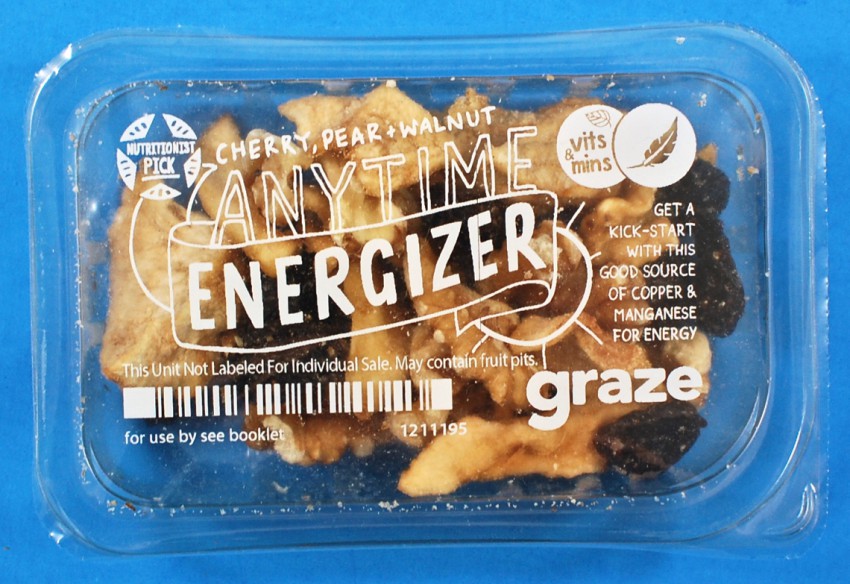 NUTRITIONIST
PICK
CHERRY, PEAR + WALNUT
ANYTIME
ENERGIZER
vits
& mins
GET A
KICK-START
WITH THIS
GOOD SOURCE
OF COPPER &
MANGANESE
FOR ENERGY
This Unit Not Labeled For Individual Sale. May contain fruit pits.
graze
for use by see booklet
1211195